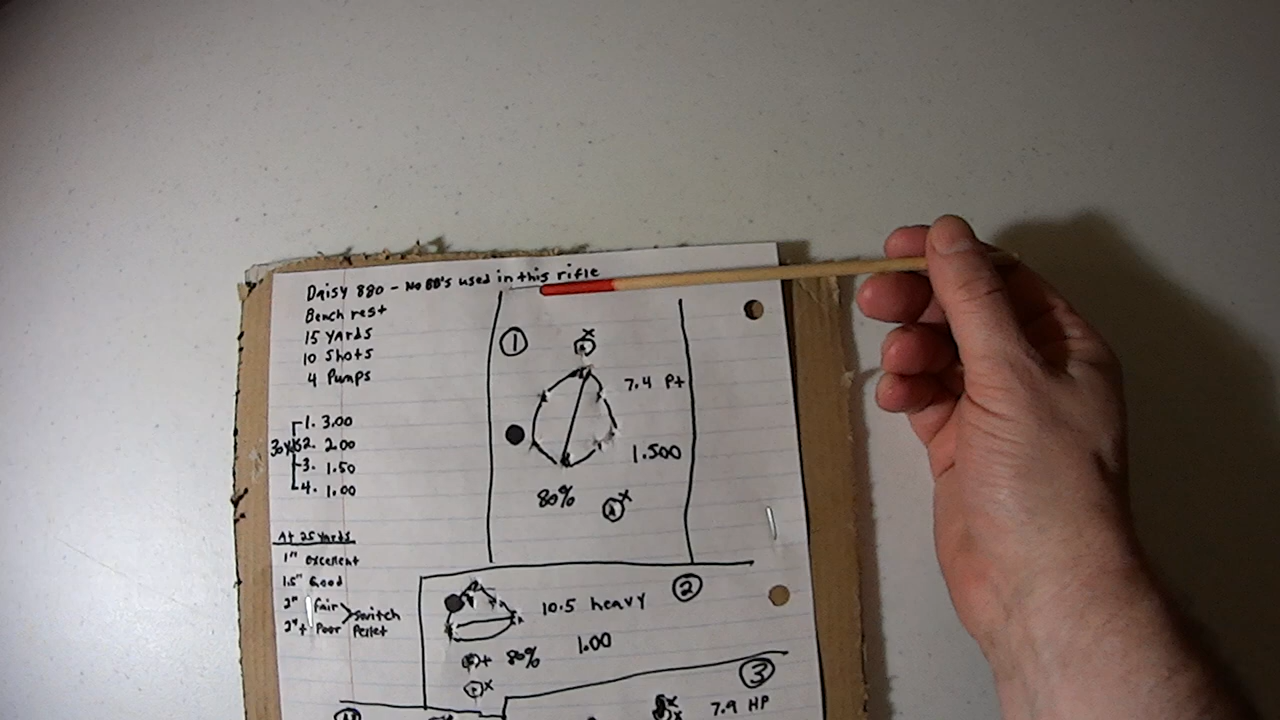 Daisy 880 - No BB's used in this rifle
Bench rest
15 yards
10 Shots
4 Pumps
1. 3.00
30 yds 2. 2.00
3. 1.50
4. 1.00
At 25 yards
1" excellent
1.5" Good
2" fair
2"+ Poor
Switch
Pellet
1
X
7.4 Pt
1.500
80%
X
2
10.5 heavy
1.00
+ 80%
X
3
X
X
7.9 HP